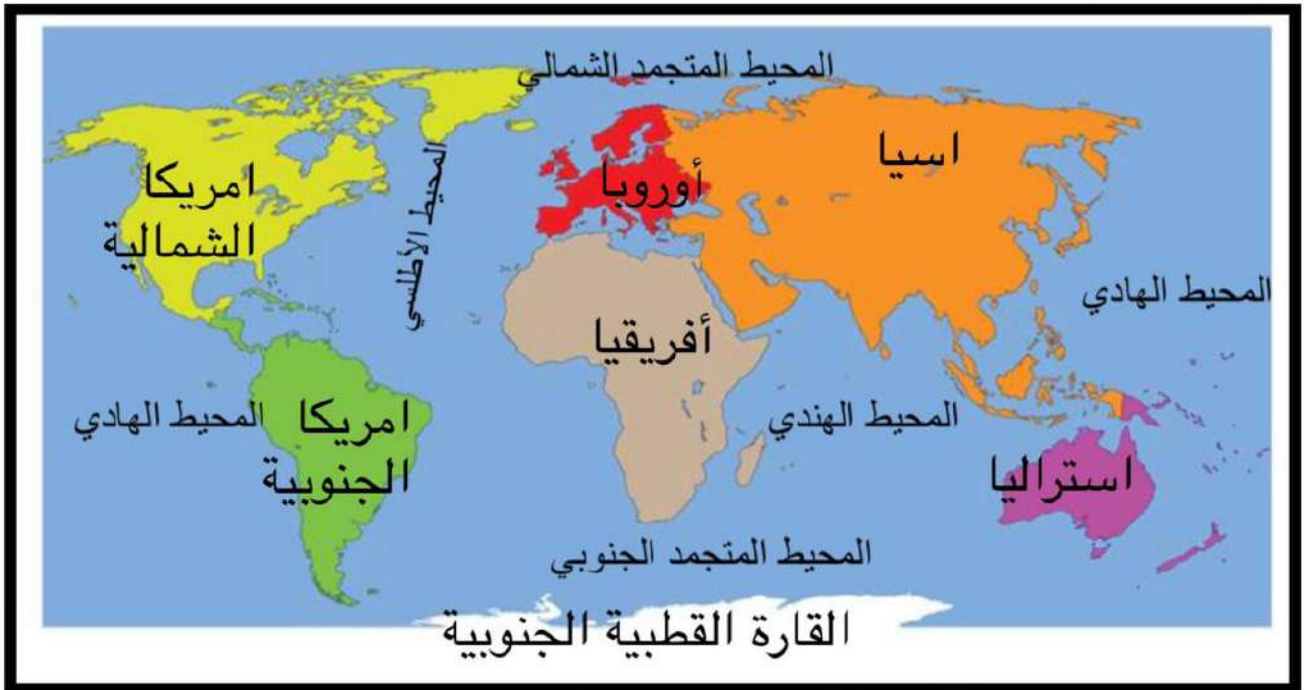 المحيط المتجمد الشمالي
اسيا
أوروبا
امريكا
الشمالية
المحيط الأطلسي
المحيط الهادي
أفريقيا
المحيط الهندي
امريكا
الجنوبية
المحيط الهادي
استراليا
المحيط المتجمد الجنوبي
القارة القطبية الجنوبية